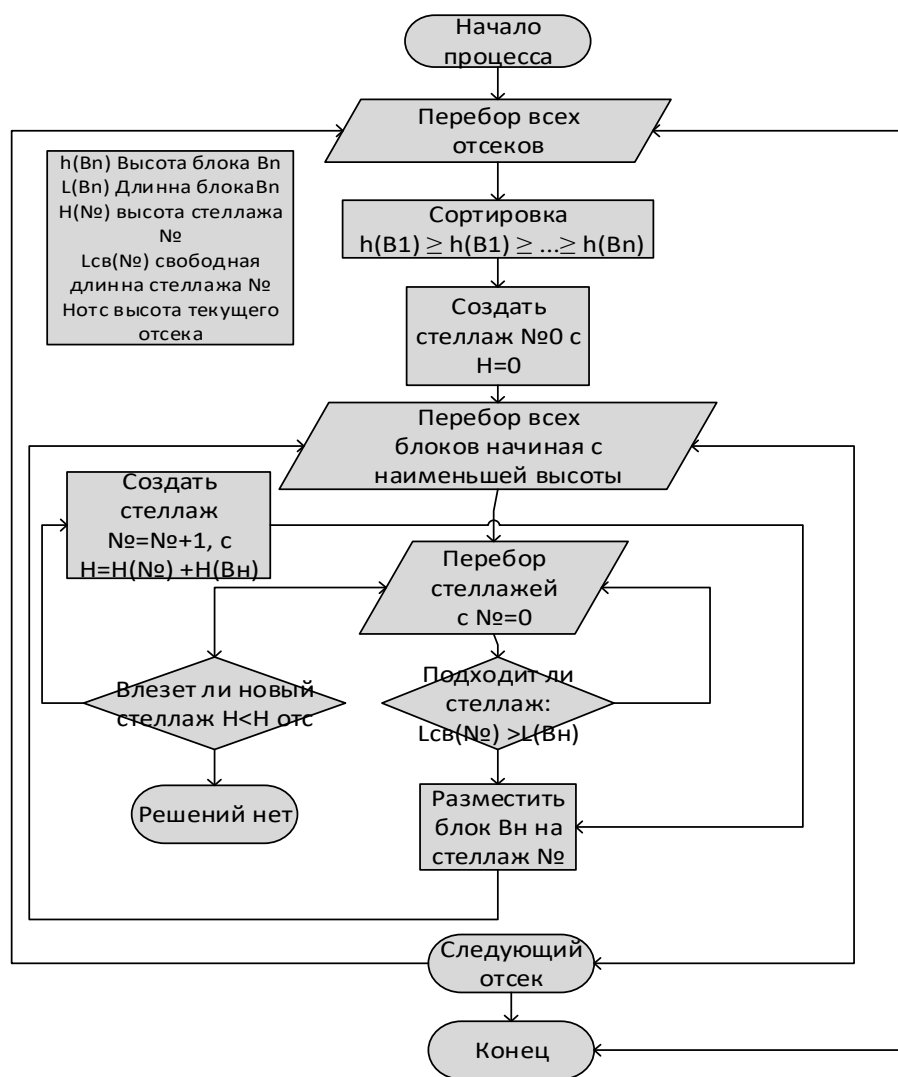 Начало
процесса
Перебор всех
отсеков
h(Bn) Высота блока Bn
L(Bn) Длинна блокаBn
H(№) высота стеллажа
№
Lсв(№) свободная
длинна стеллажа №
Нотс высота текущего
отсека
Сортировка
h(B1) ≥ h(B1) ≥ ...≥ h(Bn)
Создать
стеллаж №0 с
Н=0
Перебор всех
блоков начиная с
наименьшей высоты
Создать
стеллаж
№=№+1, с
Н=Н(№) +Н(Вн)
Перебор
стеллажей
с №=0
Влезет ли новый
стеллаж Н<Н отс
Подходит ли
стеллаж:
Lсв(№) >L(Вн)
Решений нет
Разместить
блок Вн на
стеллаж №
Следующий
отсек
Конец